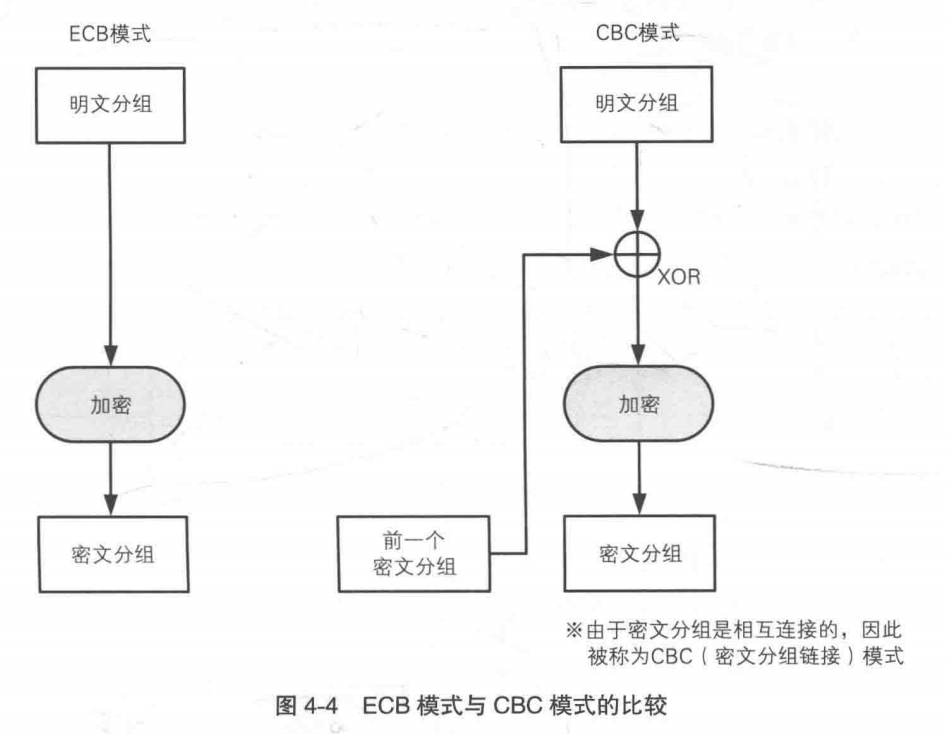 ECB模式
明文分组
加密
密文分组
CBC模式
明文分组
XOR
加密
前一个
密文分组
密文分组
※由于密文分组是相互连接的，因此
被称为CBC（密文分组链接）模式
图 4-4 ECB 模式与 CBC 模式的比较